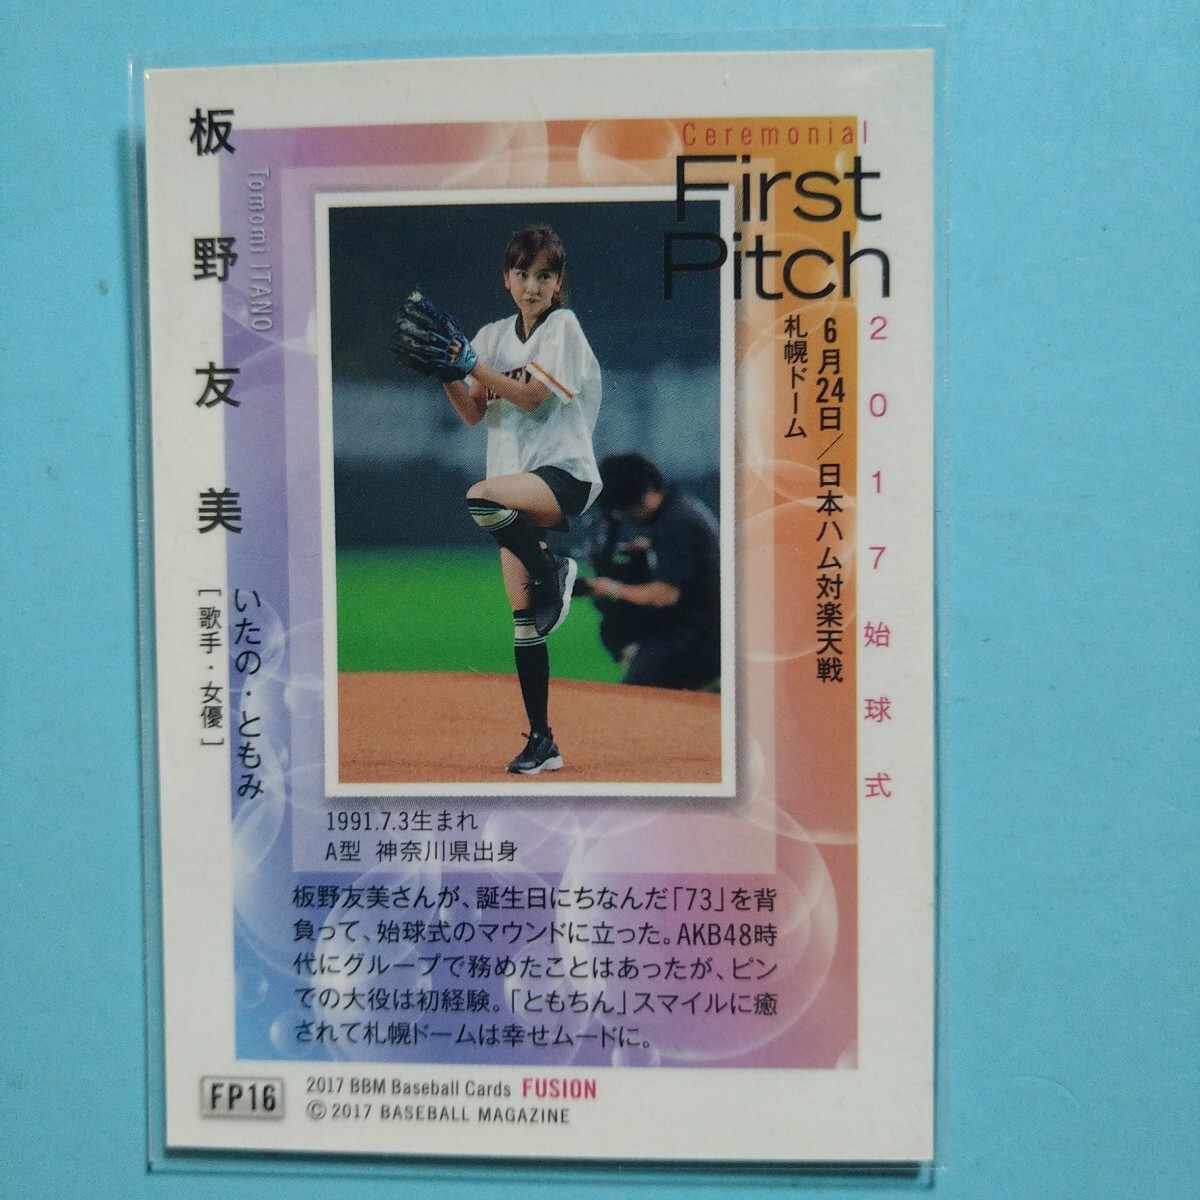 板野友美
Tomomi ITANO
いたの・ともみ
［歌手・女優］
Ceremonial
First
Pitch
2017始球式
6月24日／日本ハム対楽天戦
札幌ドーム
1991.7.3生まれ
A型 神奈川県出身
板野友美さんが、誕生日にちなんだ「73」を背
負って、始球式のマウンドに立った。AKB48時
代にグループで務めたことはあったが、ピン
での大役は初経験。「ともちん」スマイルに癒
されて札幌ドームは幸せムードに。
FP16
2017 BBM Baseball Cards FUSION
© 2017 BASEBALL MAGAZINE